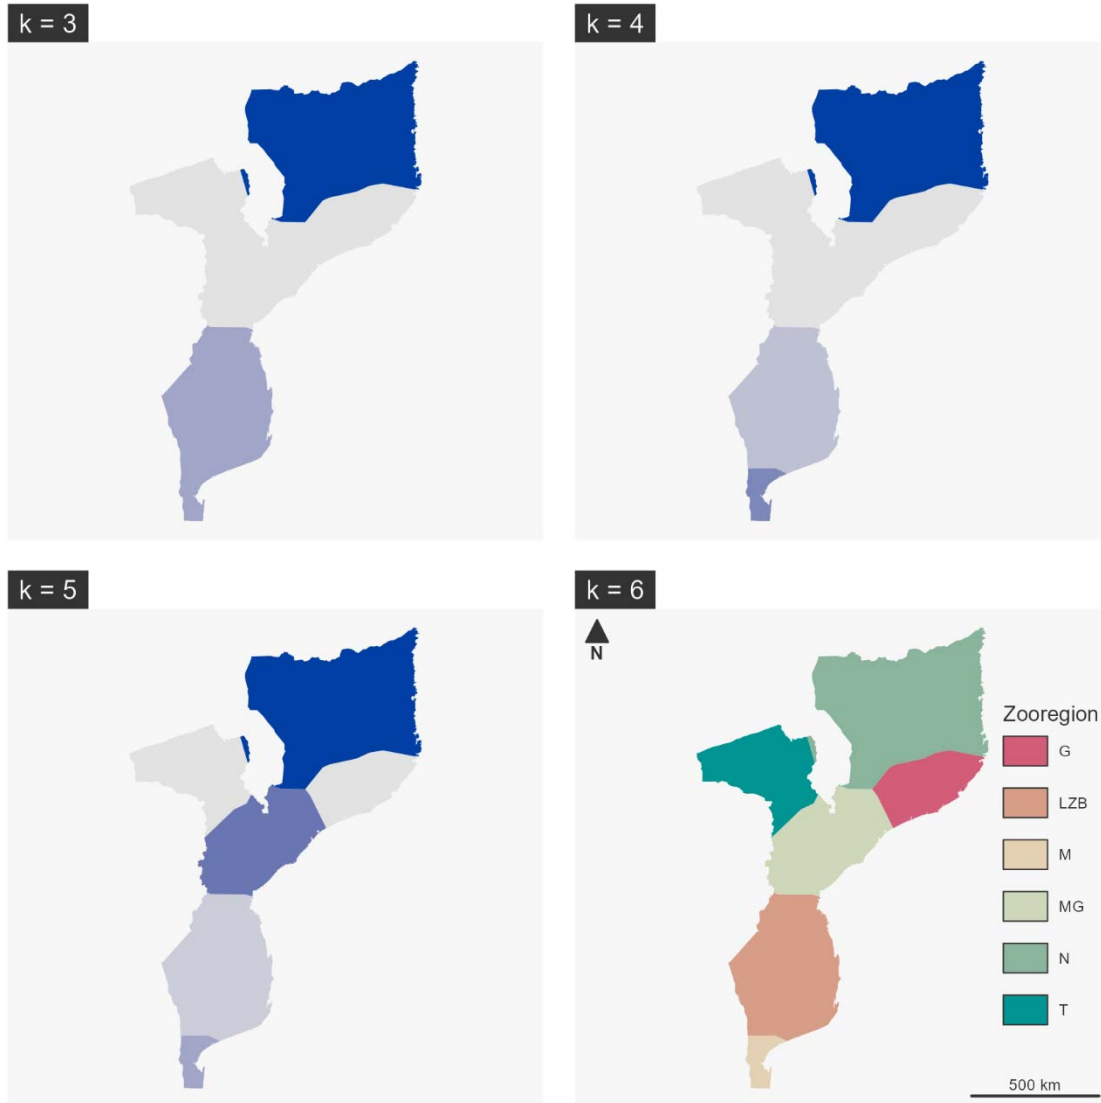 k = 3
k = 4
k = 5
k = 6
N
Zooregion
G
LZB
M
MG
N
T
500 km